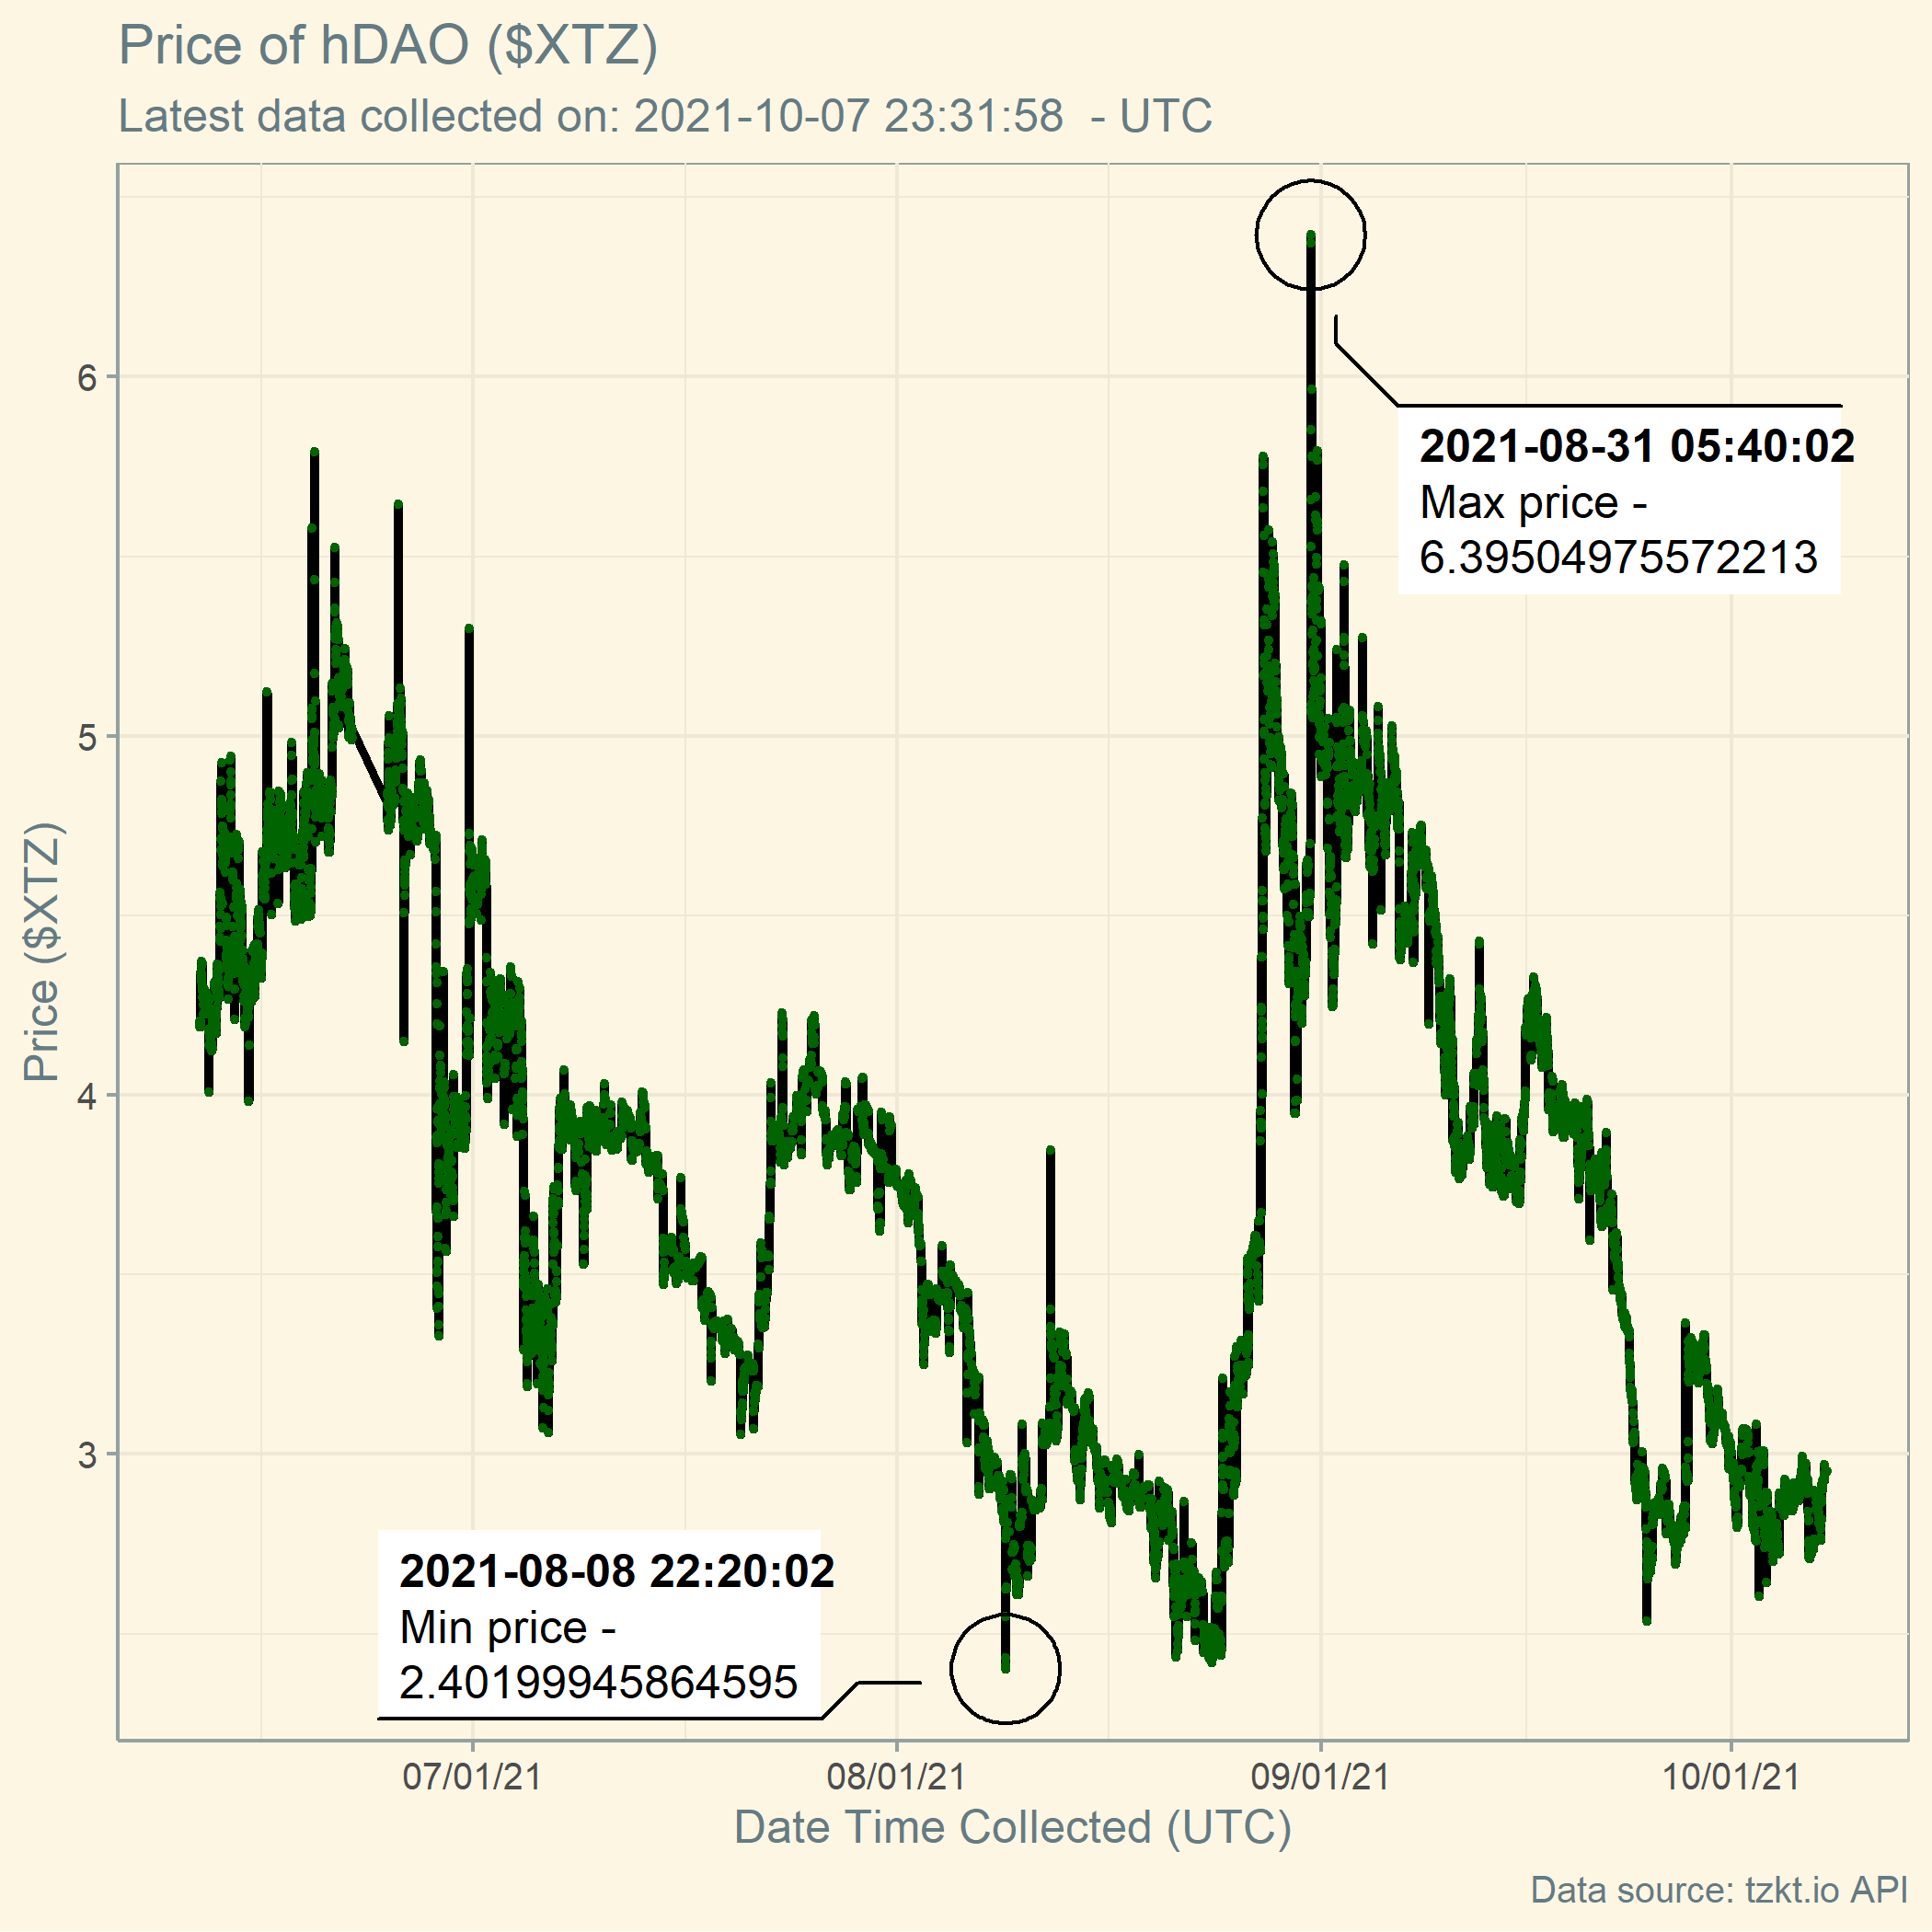 Price of hDAO ($XTZ)
Latest data collected on: 2021-10-07 23:31:58  - UTC
6
5
4
3
Price ($XTZ)
2021-08-31 05:40:02
Max price -
6.39504975572213
2021-08-08 22:20:02
Min price -
2.40199945864595
07/01/21
08/01/21
09/01/21
10/01/21
Date Time Collected (UTC)
Data source: tzkt.io API